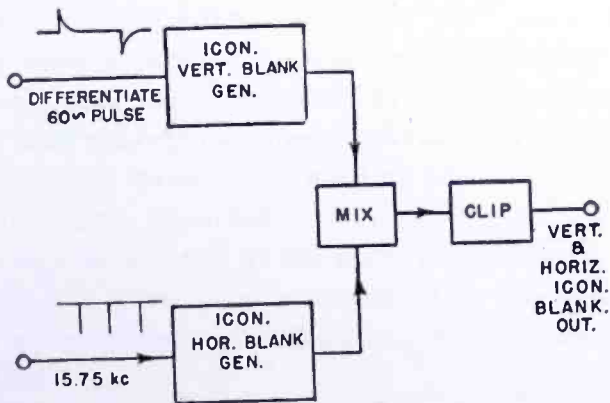 ICON.
VERT. BLANK
GEN.
DIFFERENTIATE
60~ PULSE
MIX
CLIP
VERT.
&
HORIZ.
ICON.
BLANK.
OUT.
ICON.
HOR. BLANK
GEN.
15.75 kc